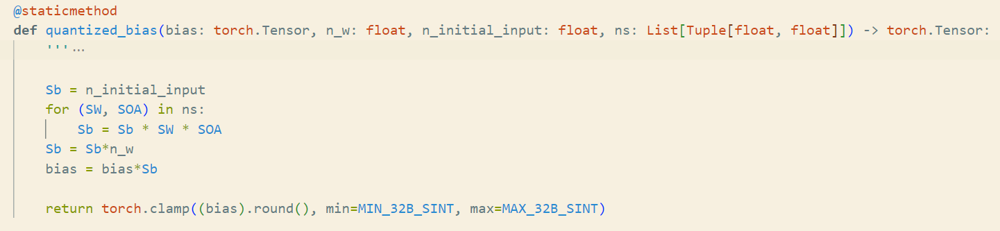 @staticmethod
def quantized_bias(bias: torch.Tensor, n_w: float, n_initial_input: float, ns: List[Tuple[float, float]]) -> torch.Tensor:
    '''…

    Sb = n_initial_input
    for (SW, SOA) in ns:
        Sb = Sb * SW * SOA
    Sb = Sb*n_w
    bias = bias*Sb

    return torch.clamp((bias).round(), min=MIN_32B_SINT, max=MAX_32B_SINT)